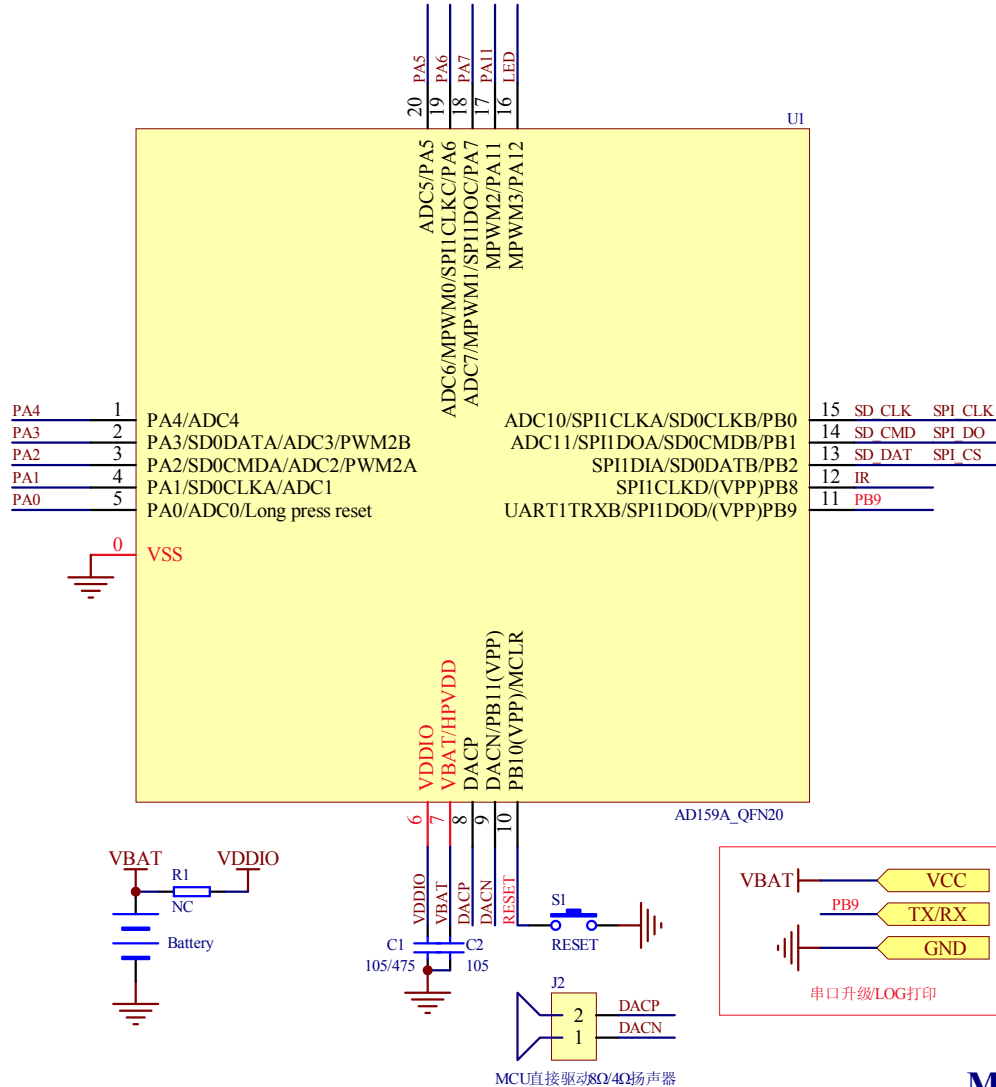 PA5
PA6
PA7
PA11
LED
20
19
18
17
16
U1
ADC5/PA5
ADC6/MPWM0/SPI1CLKC/PA6
ADC7/MPWM1/SPI1DOC/PA7
MPWM2/PA11
MPWM3/PA12
PA4 1 PA4/ADC4
PA3 2 PA3/SD0DATA/ADC3/PWM2B
PA2 3 PA2/SD0CMDA/ADC2/PWM2A
PA1 4 PA1/SD0CLKA/ADC1
PA0 5 PA0/ADC0/Long press reset
0 VSS
ADC10/SPI1CLKA/SD0CLKB/PB0 15 SD_CLK SPI_CLK
ADC11/SPI1DOA/SD0CMDB/PB1 14 SD_CMD SPI_DO
SPI1DIA/SD0DATB/PB2 13 SD_DAT SPI_CS
SPI1CLKD/(VPP)PB8 12 IR
UART1TRXB/SPI1DOD/(VPP)PB9 11 PB9
VDDIO
VBAT/HPVDD
DACP
DACN/PB11(VPP)
PB10(VPP)/MCLR
6
7
8
9
10
AD159A_QFN20
VDDIO
VBAT
DACP
DACN
RESET
VBAT
R1
VDDIO
NC
Battery
C1
105/475
C2
105
S1
RESET
J2
2 DACP
1 DACN
MCU直接驱动8Ω/4Ω扬声器
VBAT VCC
PB9 TX/RX
GND
串口升级/LOG打印
M